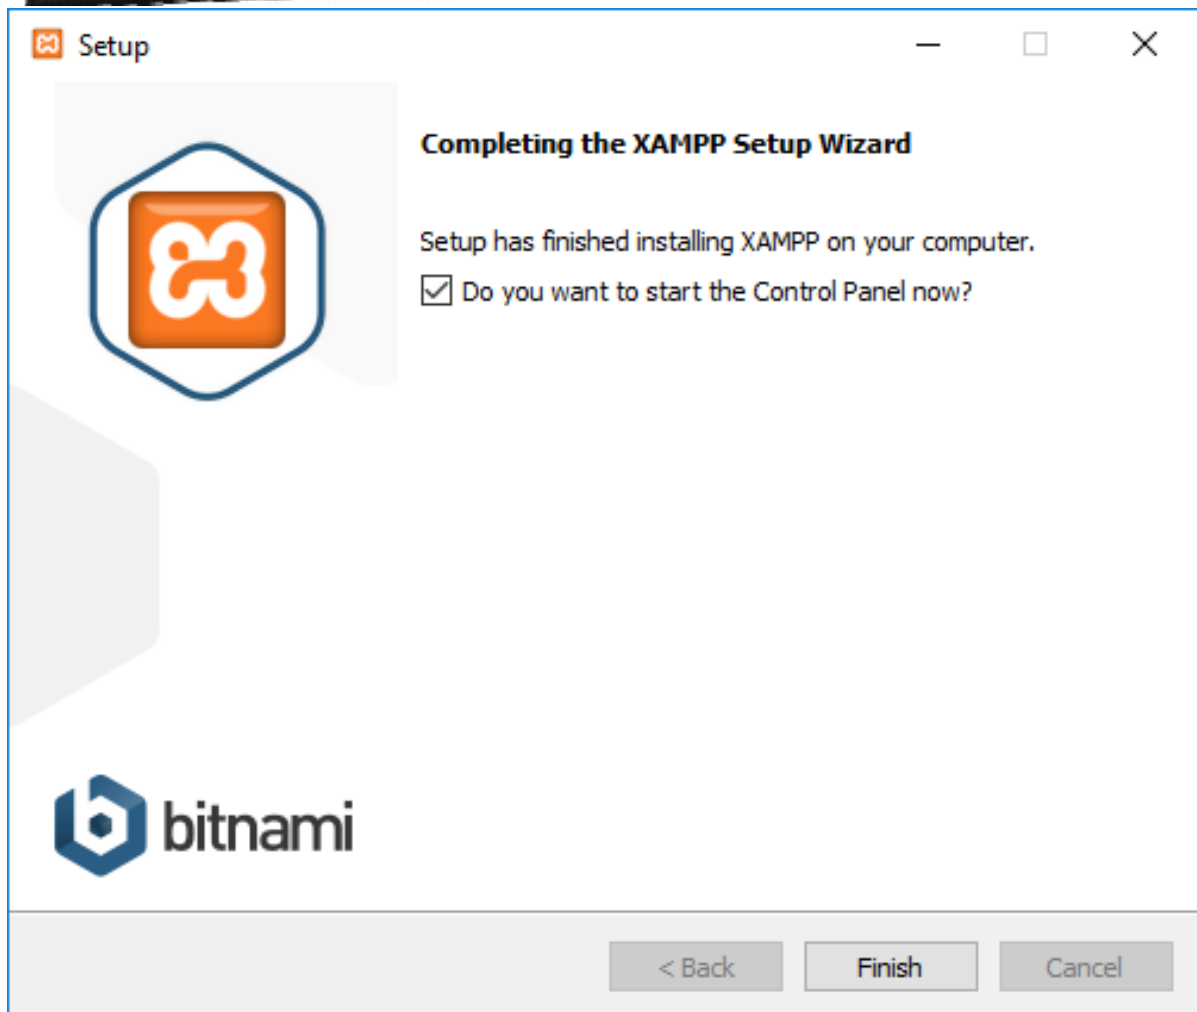 Setup
Completing the XAMPP Setup Wizard
Setup has finished installing XAMPP on your computer.
Do you want to start the Control Panel now?
bitnami
< Back
Finish
Cancel